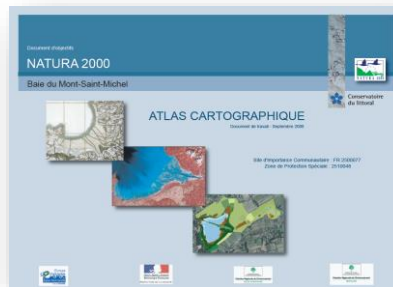 Document d'objectifs
NATURA 2000
Baie du Mont-Saint-Michel
Conservatoire
du littoral
ATLAS CARTOGRAPHIQUE
Document de travail - Septembre 2008
Site d'Importance Communautaire : FR 2500077
Zone de Protection Spéciale : 2510048